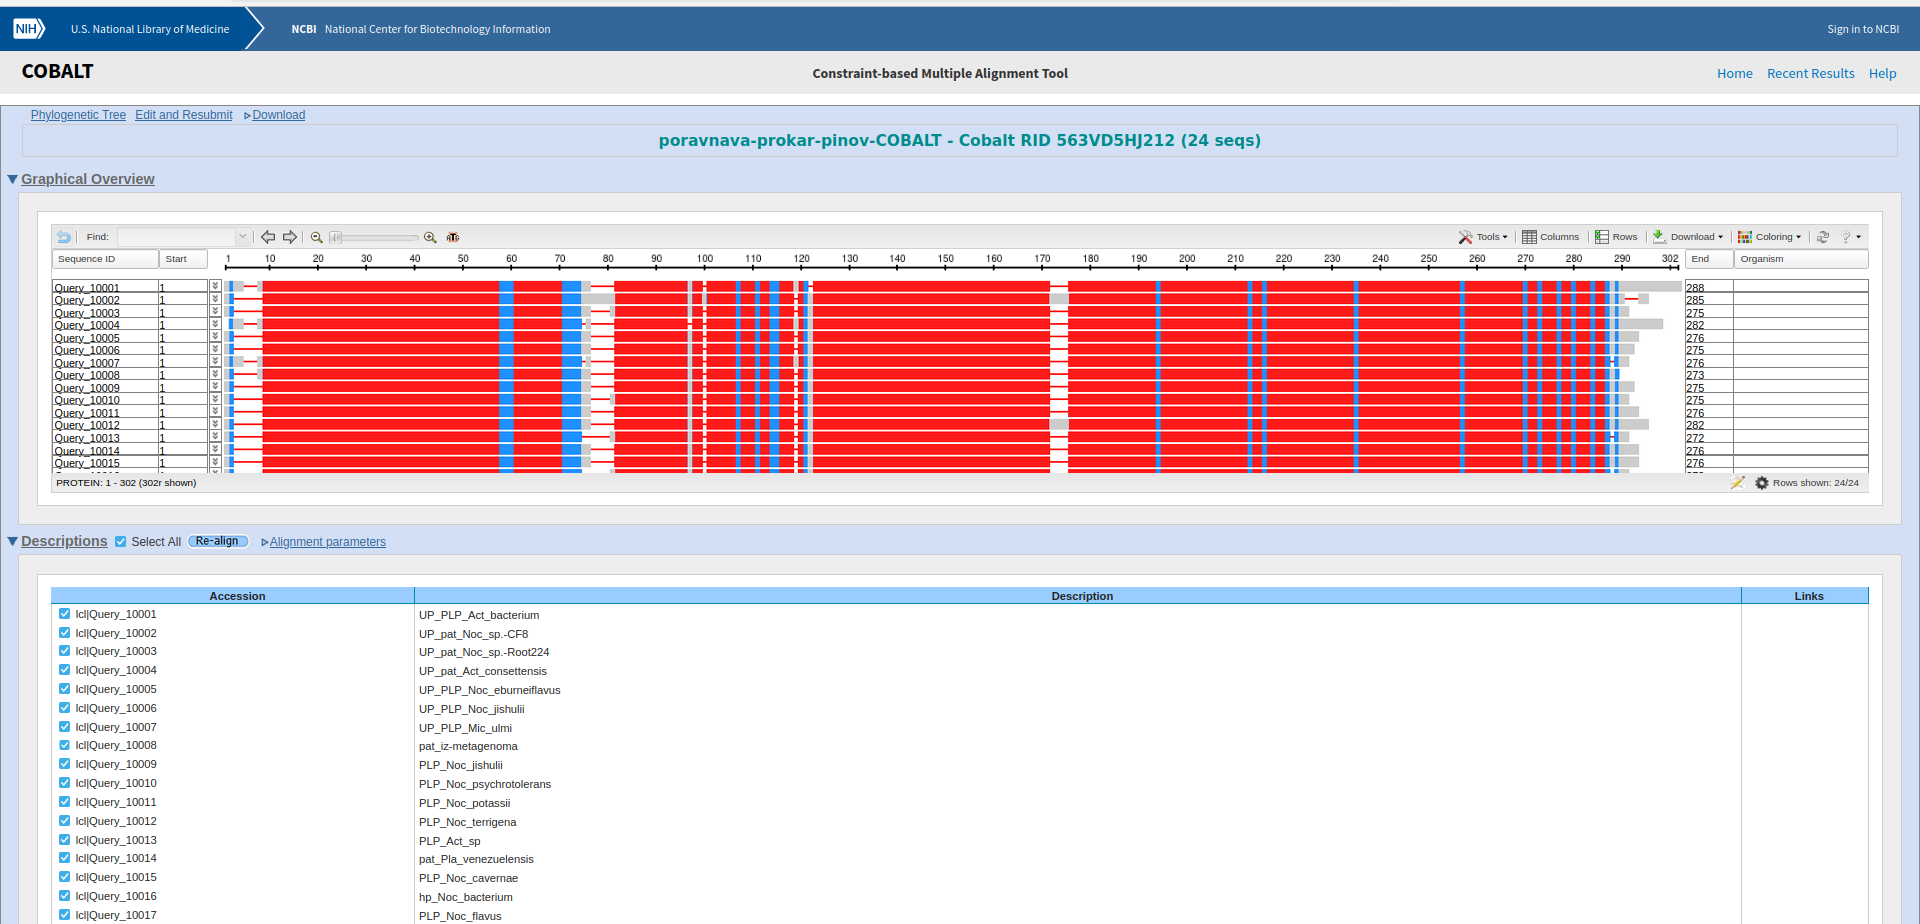 NIH U.S. National Library of Medicine NCBI National Center for Biotechnology Information Sign in to NCBI
COBALT Constraint-based Multiple Alignment Tool Home Recent Results Help
Phylogenetic Tree Edit and Resubmit Download
poravnava-prokar-pinov-COBALT - Cobalt RID 563VD5HJ212 (24 seqs)
Graphical Overview
Find: Tools Columns Rows Download Coloring ?
Sequence ID Start 1 10 20 30 40 50 60 70 80 90 100 110 120 130 140 150 160 170 180 190 200 210 220 230 240 250 260 270 280 290 302 End Organism
Query_10001 1 288
Query_10002 1 285
Query_10003 1 275
Query_10004 1 282
Query_10005 1 276
Query_10006 1 275
Query_10007 1 276
Query_10008 1 273
Query_10009 1 275
Query_10010 1 275
Query_10011 1 276
Query_10012 1 282
Query_10013 1 272
Query_10014 1 276
Query_10015 1 276
PROTEIN: 1 - 302 (302r shown) Rows shown: 24/24
Descriptions Select All Re-align Alignment parameters
Accession Description Links
lcl|Query_10001 UP_PLP_Act_bacterium
lcl|Query_10002 UP_pat_Noc_sp.-CF8
lcl|Query_10003 UP_pat_Noc_sp.-Root224
lcl|Query_10004 UP_pat_Act_consettensis
lcl|Query_10005 UP_PLP_Noc_eburneiflavus
lcl|Query_10006 UP_PLP_Noc_jishulii
lcl|Query_10007 UP_PLP_Mic_ulmi
lcl|Query_10008 pat_iz-metagenoma
lcl|Query_10009 PLP_Noc_jishulii
lcl|Query_10010 PLP_Noc_psychrotolerans
lcl|Query_10011 PLP_Noc_potassii
lcl|Query_10012 PLP_Noc_terrigena
lcl|Query_10013 PLP_Act_sp
lcl|Query_10014 pat_Pla_venezuelensis
lcl|Query_10015 PLP_Noc_cavernae
lcl|Query_10016 hp_Noc_bacterium
lcl|Query_10017 PLP_Noc_flavus